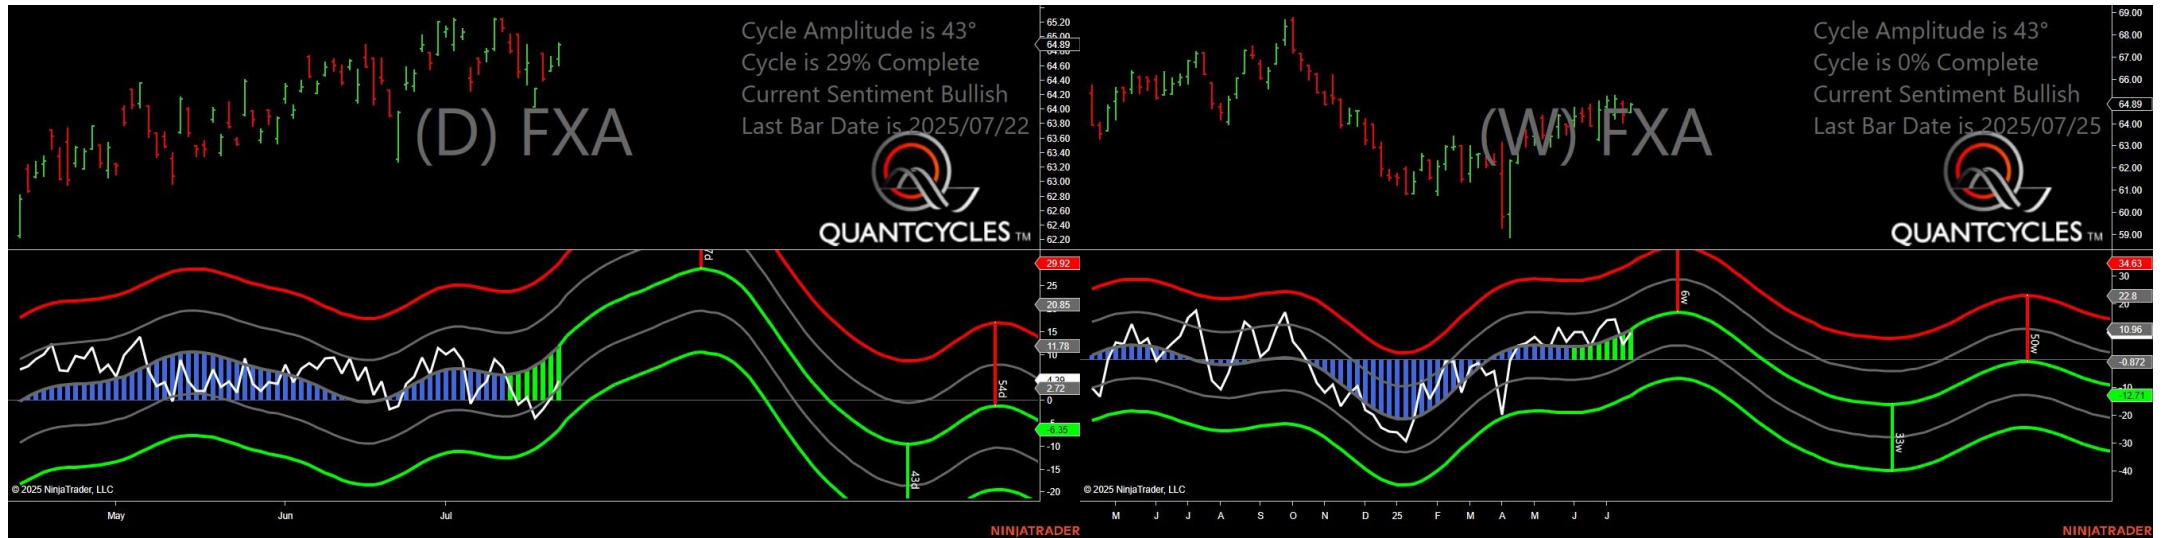 Cycle Amplitude is 43°
Cycle is 29% Complete
Current Sentiment Bullish
Last Bar Date is 2025/07/22
(D) FXA
QUANTCYCLES TM
65.20
65.00
64.89
64.60
64.40
64.20
64.00
63.80
63.60
63.40
63.20
63.00
62.80
62.60
62.40
62.20
29.92
25
20.85
15
11.78
10
4.39
2.72
0
-6.35
-10
-15
-20
54d
43d
© 2025 NinjaTrader, LLC
May
Jun
Jul
NINJATRADER
Cycle Amplitude is 43°
Cycle is 0% Complete
Current Sentiment Bullish
Last Bar Date is 2025/07/25
(W) FXA
QUANTCYCLES TM
69.00
68.00
67.00
66.00
64.89
64.00
63.00
62.00
61.00
60.00
59.00
34.63
30
22.8
20
10.96
-0.872
-10
-12.71
-20
-30
-40
6w
50w
33w
© 2025 NinjaTrader, LLC
M
J
J
A
S
O
N
D
25
F
M
A
M
J
J
NINJATRADER